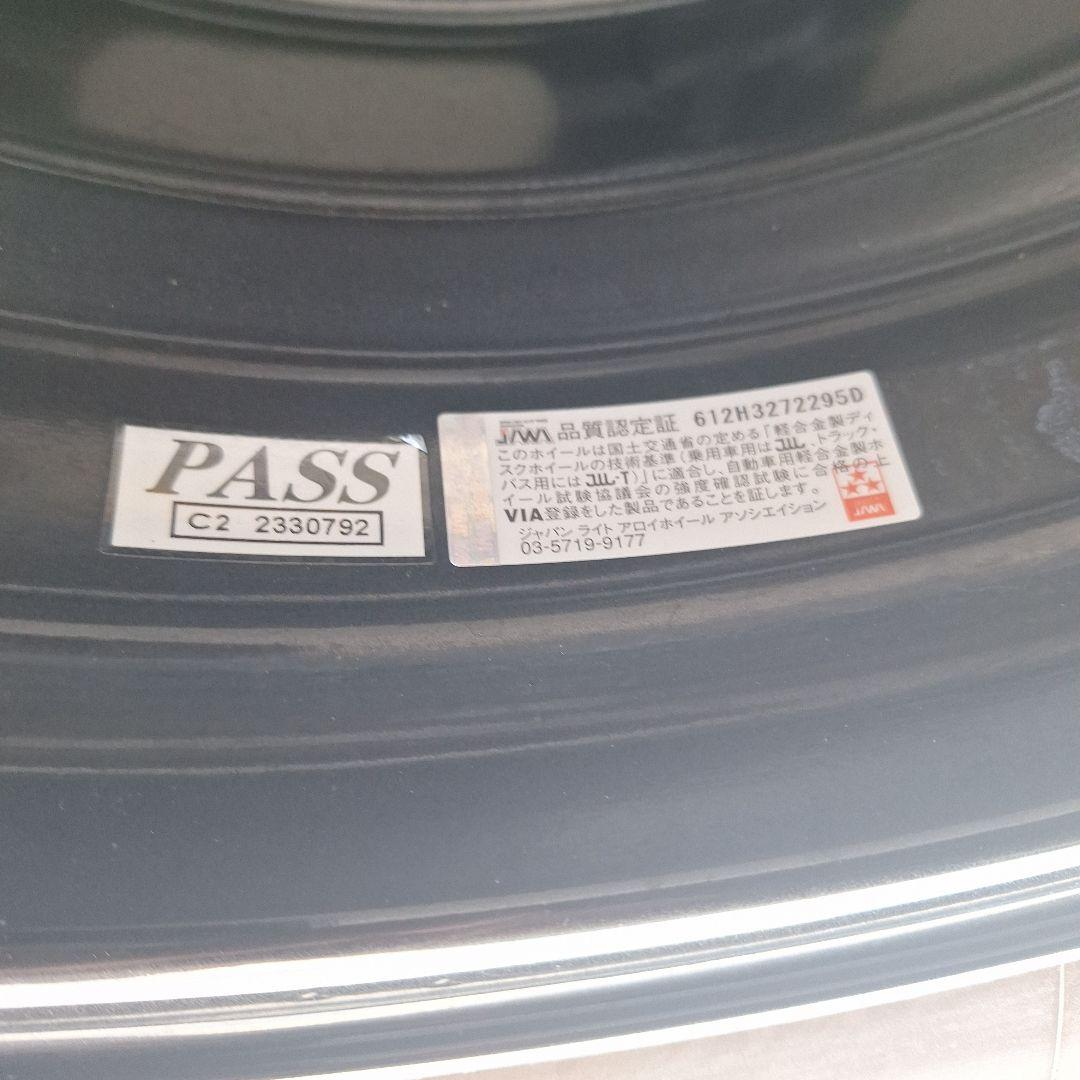 PASS
C2 2330792
JAWA 品質認定証 612H3272295D
このホイールは国土交通省の定める「軽合金製ディ
スクホイールの技術基準(乗用車用はJWL、トラック・
バス用にはJWL-T)」に適合し、自動車用軽合金製ホ
イール試験協議会の強度確認試験に合格の上
VIA登録をした製品であることを証します。
ジャパン ライト アロイホイール アソシエイション
03-5719-9177
JAWA